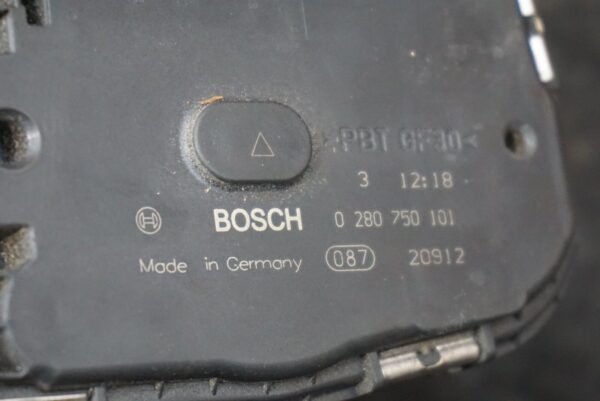 >PBT GF30<
3 12:18
BOSCH 0 280 750 101
Made in Germany 087 20912